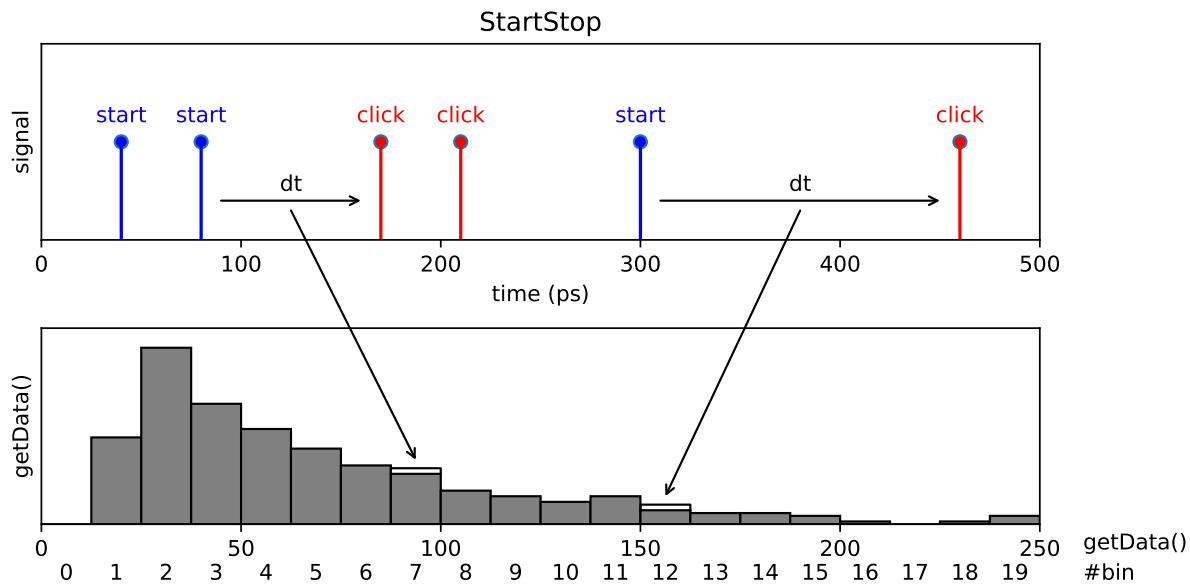 StartStop
signal
start start click click start click
dt dt
0 100 200 300 400 500
time (ps)
getData()
0 50 100 150 200 250 getData()
0 1 2 3 4 5 6 7 8 9 10 11 12 13 14 15 16 17 18 19 #bin